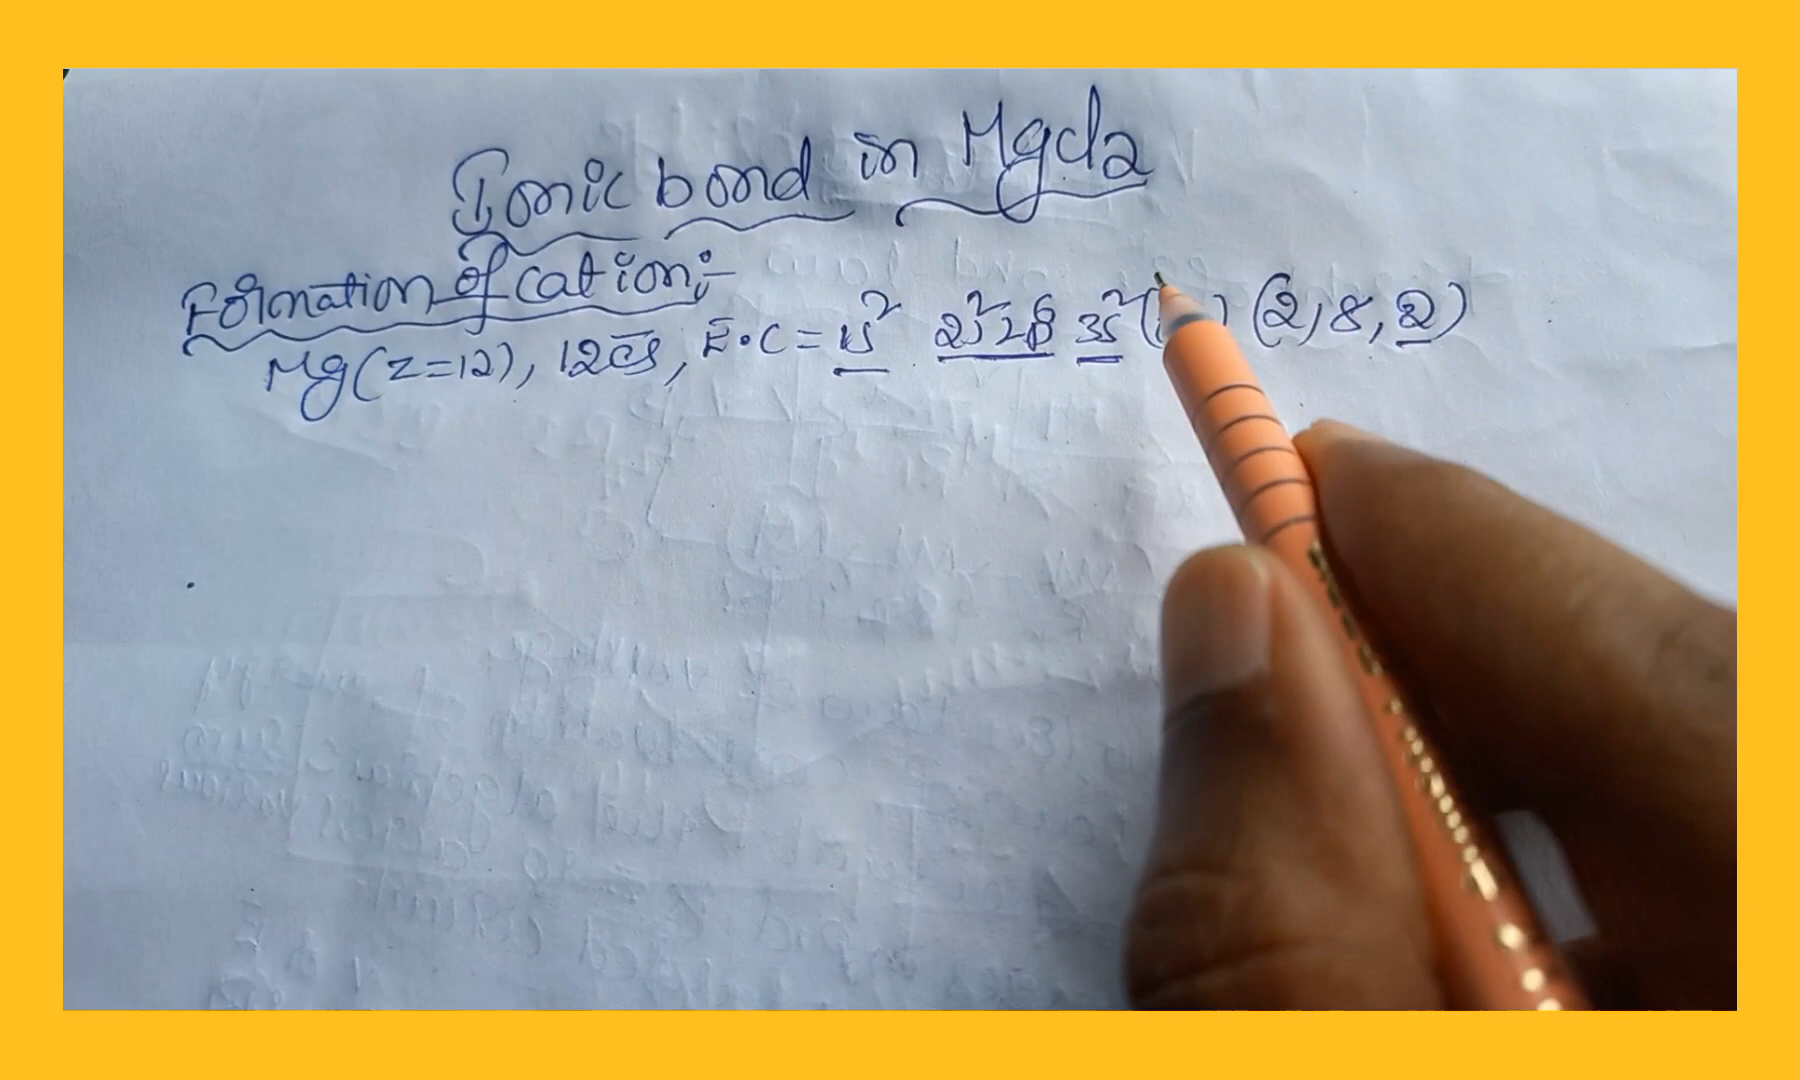 Ionic bond in Mgcl2
Formation of cation:-
Mg(Z=12), 12e̅s, E.C = 1s² 2s²2p⁶ 3s² (2,8,2)